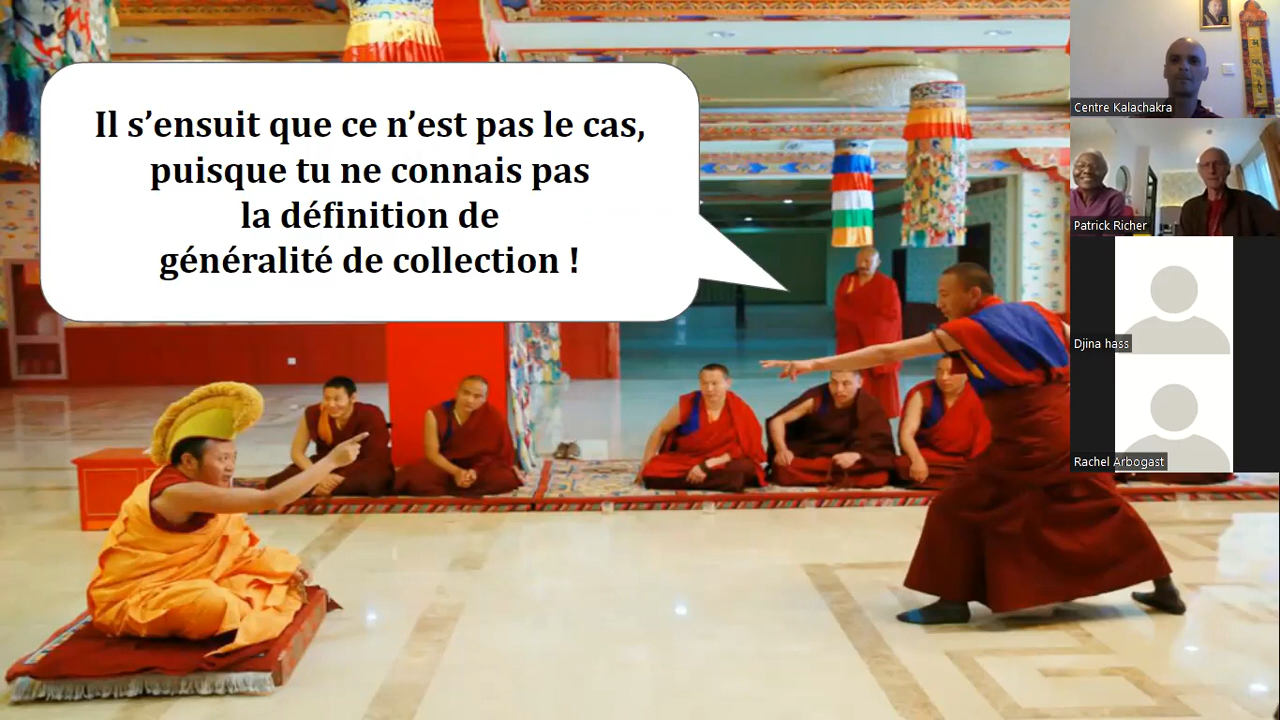 Il s’ensuit que ce n’est pas le cas,
puisque tu ne connais pas
la définition de
généralité de collection !
Centre Kalachakra
Patrick Richer
Djina hass
Rachel Arbogast